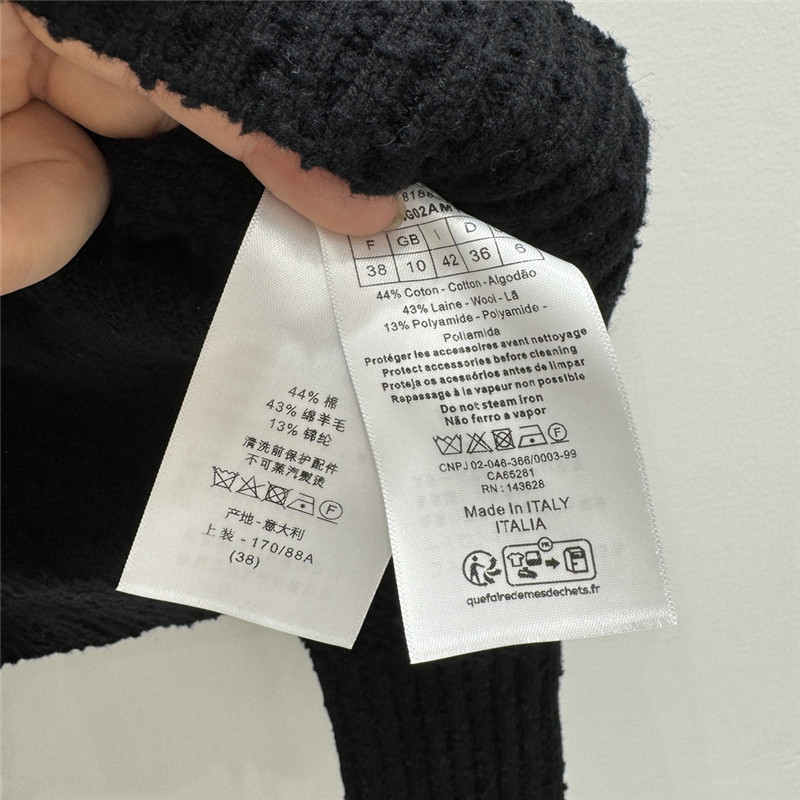 44% 棉
43% 绵羊毛
13% 锦纶
清洗前保护配件
不可蒸汽熨烫
F
产地 - 意大利
上装 - 170/88A
(38)
F GB I D
38 10 42 36 6
44% Coton - Cotton - Algodão
43% Laine - Wool - Lã
13% Polyamide - Polyamide -
Poliamida
Protéger les accessoires avant nettoyage
Protect accessories before cleaning
Proteja os acessórios antes de limpar
Repassage à la vapeur non possible
Do not steam iron
Não ferro a vapor
F
CNPJ 02-046-366/0003-99
CA65281
RN : 143628
Made In ITALY
ITALIA
FR
quefairedemesdechets.fr